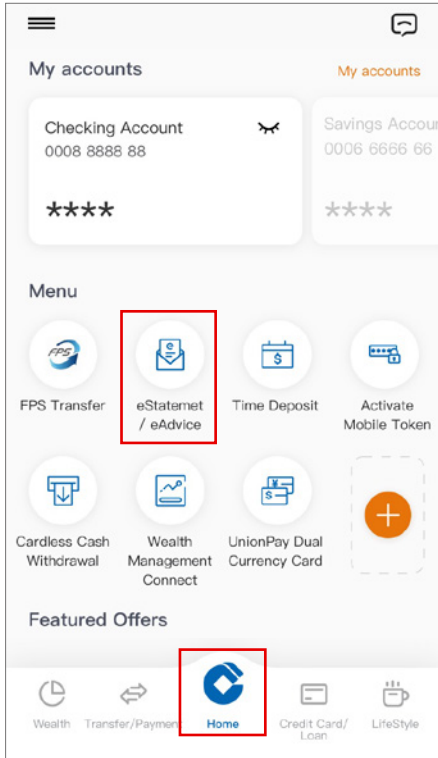 My accounts
My accounts
Checking Account
0008 8888 88
****
Savings Accour
0006 6666 66
****
Menu
FPS
FPS Transfer
eStatemet
/ eAdvice
Time Deposit
Activate
Mobile Token
Cardless Cash
Withdrawal
Wealth
Management
Connect
UnionPay Dual
Currency Card
Featured Offers
Wealth
Transfer/Payment
Home
Credit Card/
Loan
LifeStyle